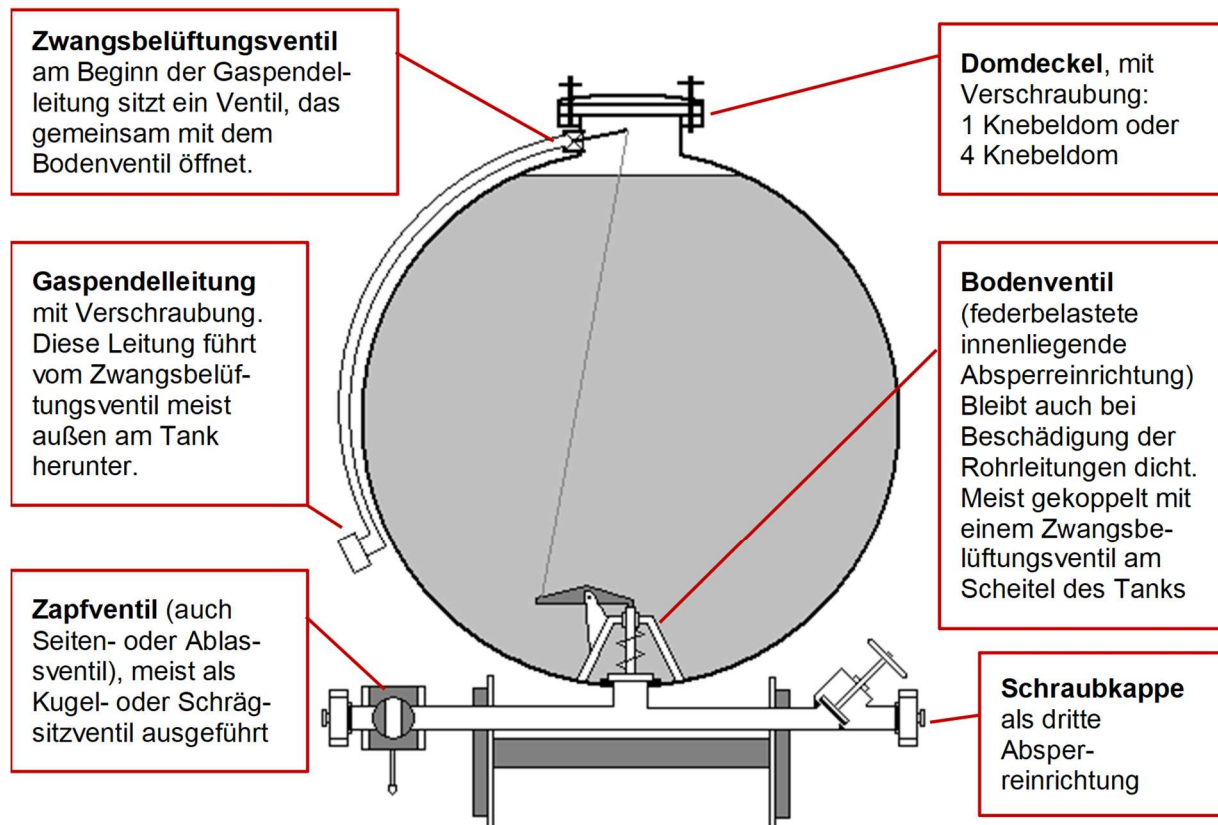 Zwangsbelüftungsventil
am Beginn der Gaspendel-
leitung sitzt ein Ventil, das
gemeinsam mit dem
Bodenventil öffnet.
Domdeckel, mit
Verschraubung:
1 Knebeldom oder
4 Knebeldom
Gaspendelleitung
mit Verschraubung.
Diese Leitung führt
vom Zwangsbelüf-
tungsventil meist
außen am Tank
herunter.
Bodenventil
(federbelastete
innenliegende
Absperreinrichtung)
Bleibt auch bei
Beschädigung der
Rohrleitungen dicht.
Meist gekoppelt mit
einem Zwangsbe-
lüftungsventil am
Scheitel des Tanks
Zapfventil (auch
Seiten- oder Ablas-
sventil), meist als
Kugel- oder Schräg-
sitzventil ausgeführt
Schraubkappe
als dritte
Absper-
reinrichtung